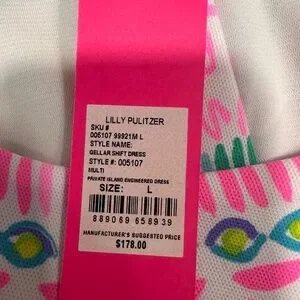 LILLY PULITZER
SKU #
005107 99921M L
STYLE NAME:
GELLAR SHIFT DRESS
STYLE #: 005107
MULTI
PRIVATE ISLAND ENGINEERED DRESS
SIZE: L
889069 658939
MANUFACTURER'S SUGGESTED PRICE
$178.00